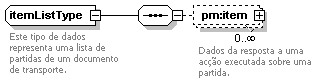 itemListType
pm:item
0..∞
Este tipo de dados
representa uma lista de
partidas de um documento
de transporte.
Dados da resposta a uma
acção executada sobre uma
partida.